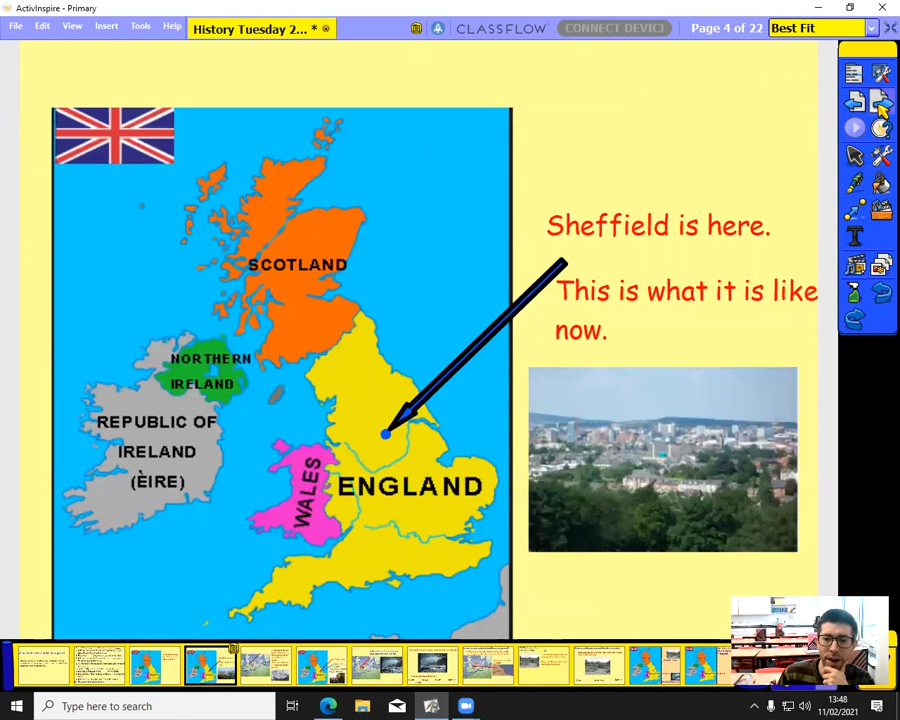 ActivInspire - Primary
File Edit View Insert Tools Help
History Tuesday 2... *
CLASSFLOW
CONNECT DEVICI
Page 4 of 22
Best Fit
Sheffield is here.
This is what it is like
now.
SCOTLAND
NORTHERN
IRELAND
REPUBLIC OF
IRELAND
(ÈIRE)
WALES
ENGLAND
Type here to search
13:48
11/02/2021